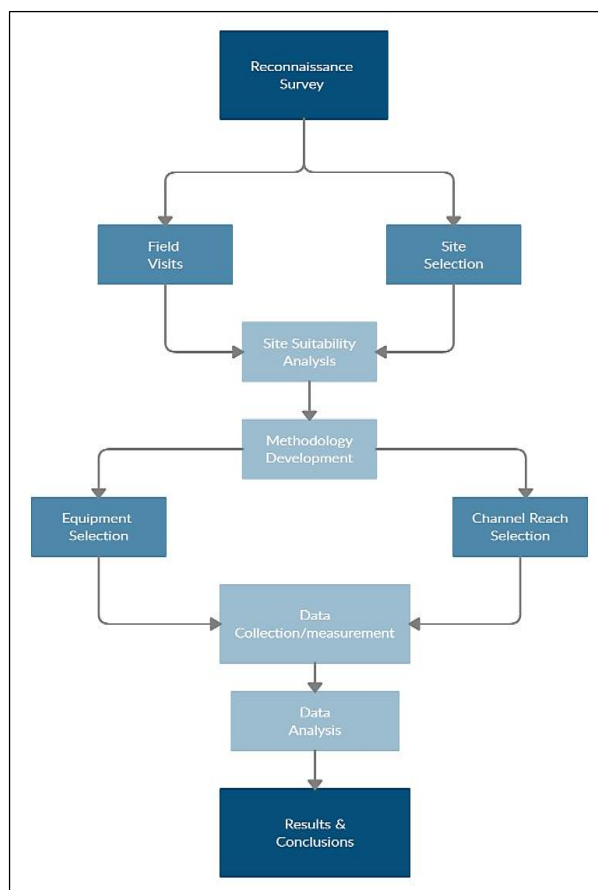 Reconnaissance
Survey
Field
Visits
Site
Selection
Site Suitability
Analysis
Methodology
Development
Equipment
Selection
Channel Reach
Selection
Data
Collection/measurement
Data
Analysis
Results &
Conclusions